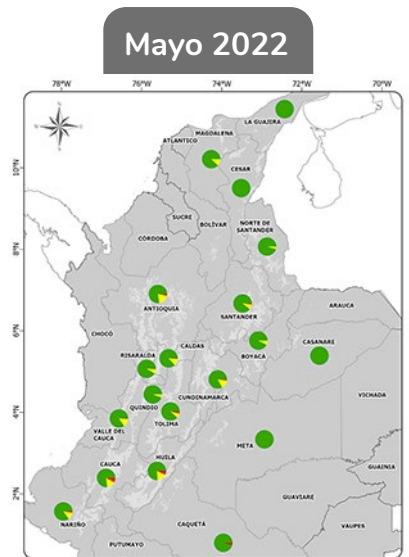 Mayo 2022
78°W 76°W 74°W 72°W 70°W
LA GUAJIRA
MAGDALENA
ATLANTICO
10°N
CESAR
SUCRE
BOLÍVAR
NORTE DE
SANTANDER
CÓRDOBA
8°N
ANTIOQUIA
SANTANDER
ARAUCA
6°N
CHOCÓ
CALDAS
BOYACÁ
CASANARE
RISARALDA
CUNDINAMARCA
VICHADA
QUINDIO
4°N
TOLIMA
VALLE DEL
CAUCA
META
HUILA
CAUCA
GUAINIA
2°N
GUAVIARE
NARIÑO
CAQUETÁ
VAUPES
PUTUMAYO